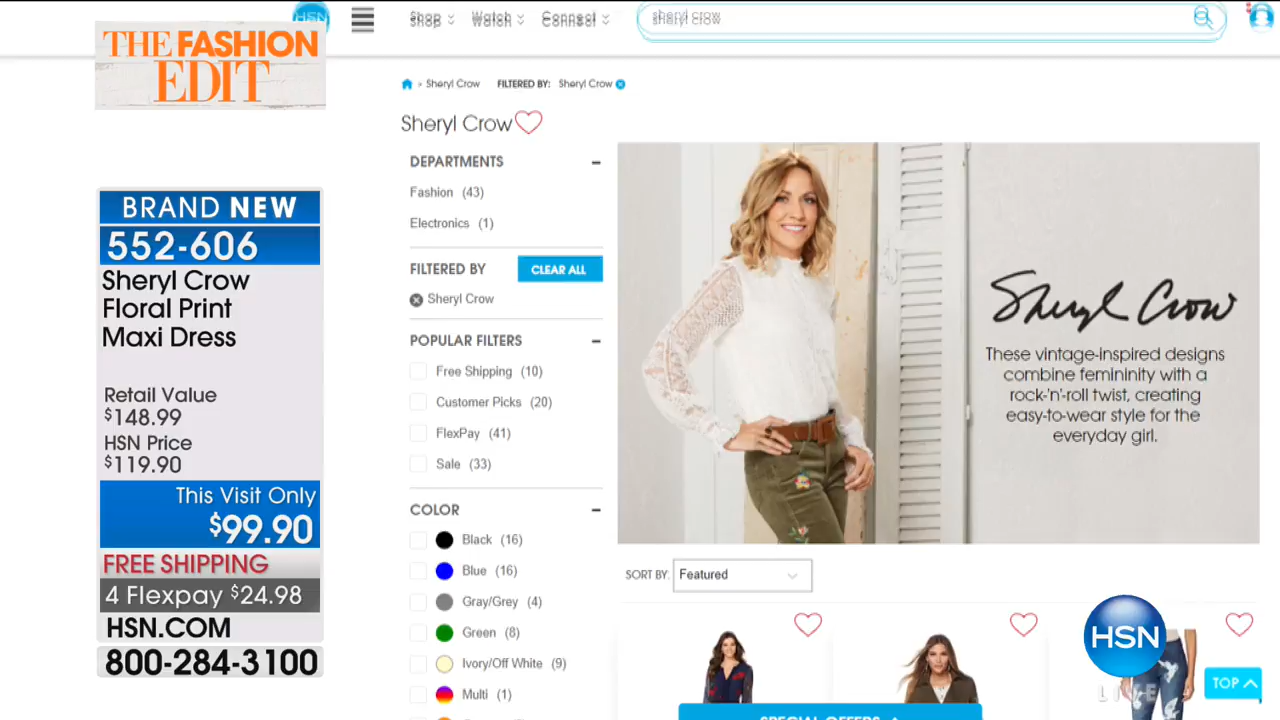 HSN
Shop
Watch
Connect
sheryl crow
THE FASHION
EDIT
> Sheryl Crow
FILTERED BY:
Sheryl Crow
Sheryl Crow
DEPARTMENTS
Fashion (43)
Electronics (1)
FILTERED BY
CLEAR ALL
Sheryl Crow
POPULAR FILTERS
Free Shipping (10)
Customer Picks (20)
FlexPay (41)
Sale (33)
COLOR
Black (16)
Blue (16)
Gray/Grey (4)
Green (8)
Ivory/Off White (9)
Multi (1)
Sheryl Crow
These vintage-inspired designs
combine femininity with a
rock-'n'-roll twist, creating
easy-to-wear style for the
everyday girl.
SORT BY:
Featured
BRAND NEW
552-606
Sheryl Crow
Floral Print
Maxi Dress
Retail Value
$148.99
HSN Price
$119.90
This Visit Only
$99.90
FREE SHIPPING
4 Flexpay $24.98
HSN.COM
800-284-3100
HSN
LIVE
TOP
SPECIAL OFFERS